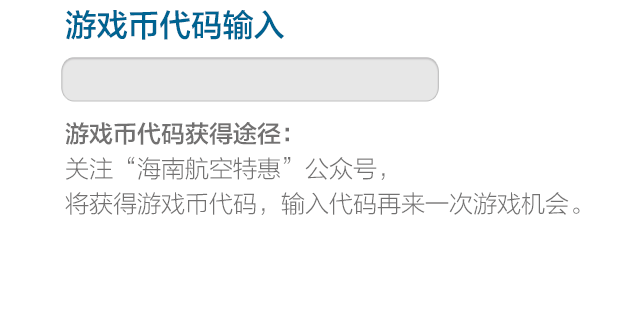 游戏币代码输入
游戏币代码获得途径：
关注“海南航空特惠”公众号，
将获得游戏币代码，输入代码再来一次游戏机会。